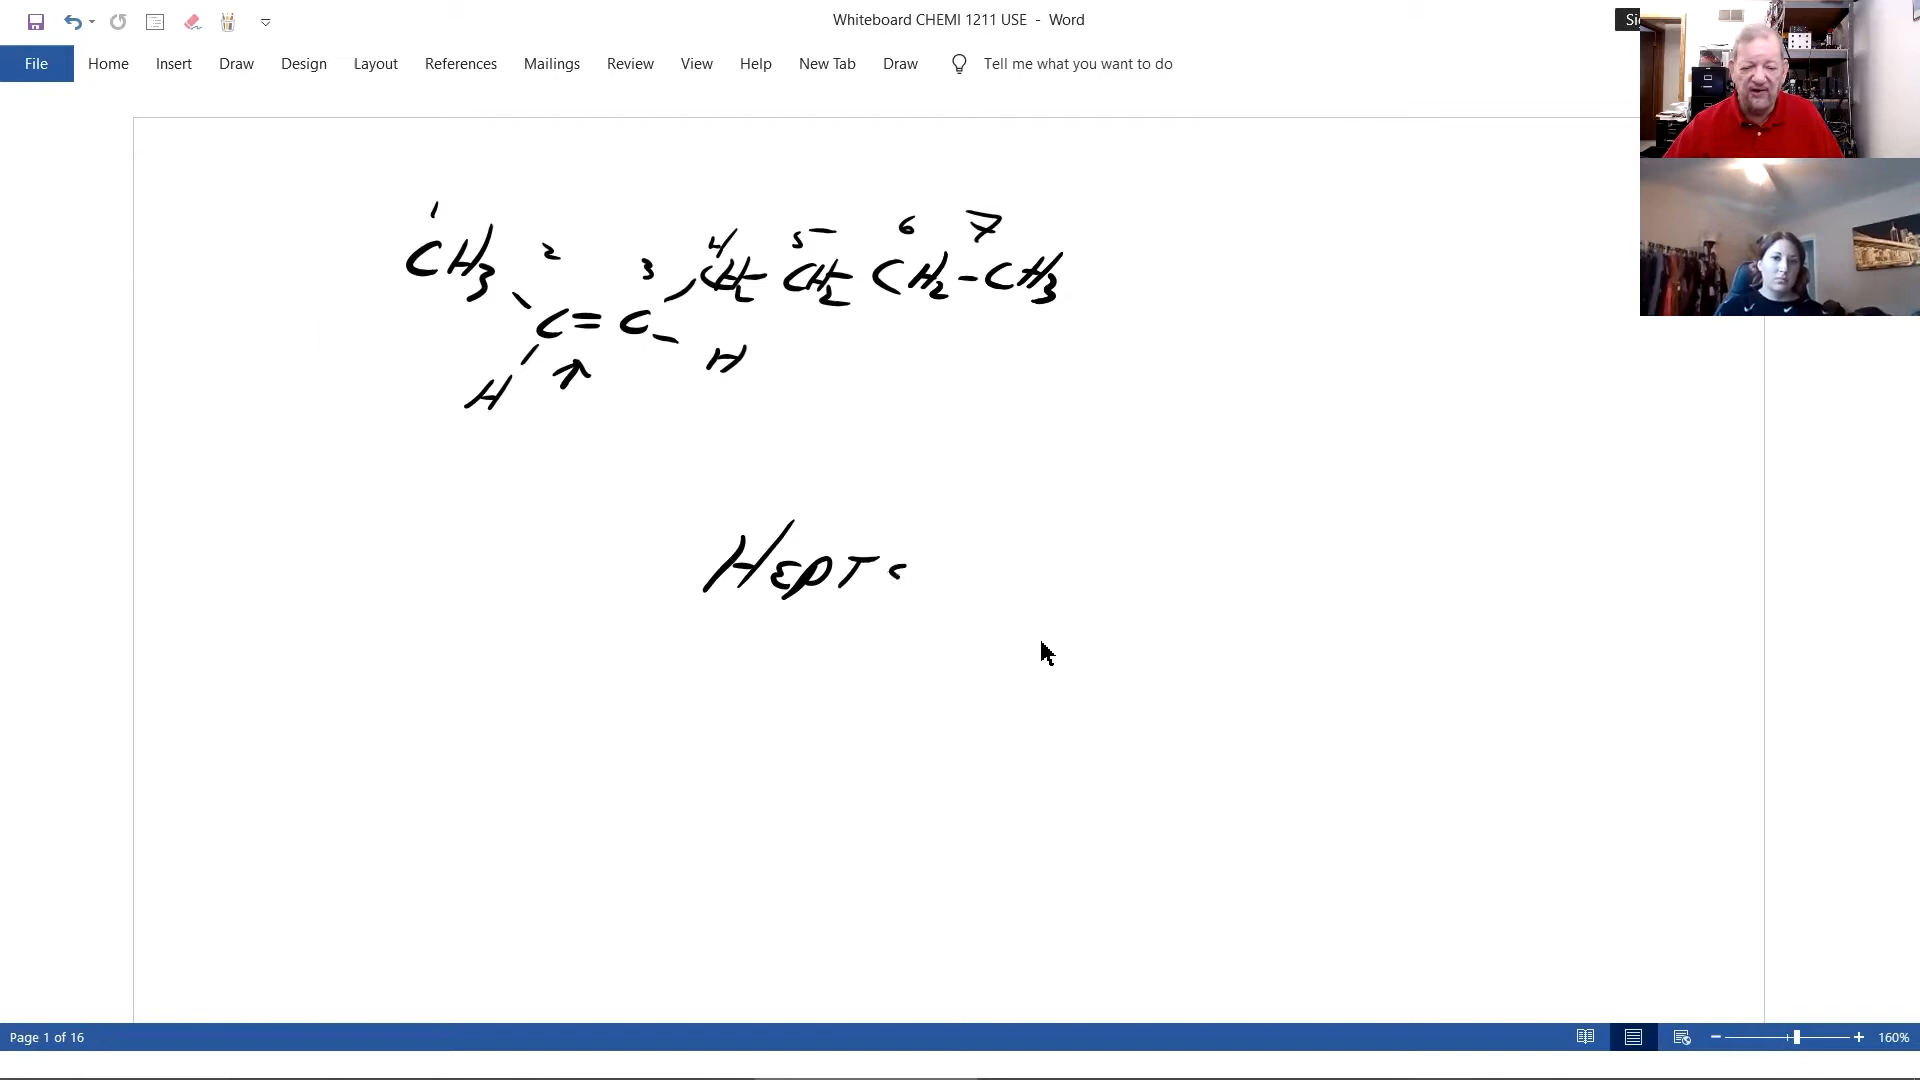 Whiteboard CHEMI 1211 USE - Word
Si
File Home Insert Draw Design Layout References Mailings Review View Help New Tab Draw Tell me what you want to do
1 2 3 4 5 6 7
CH3 CH2 - CH2 - CH2 - CH3
C = C
H H
HEPT
Page 1 of 16
160%